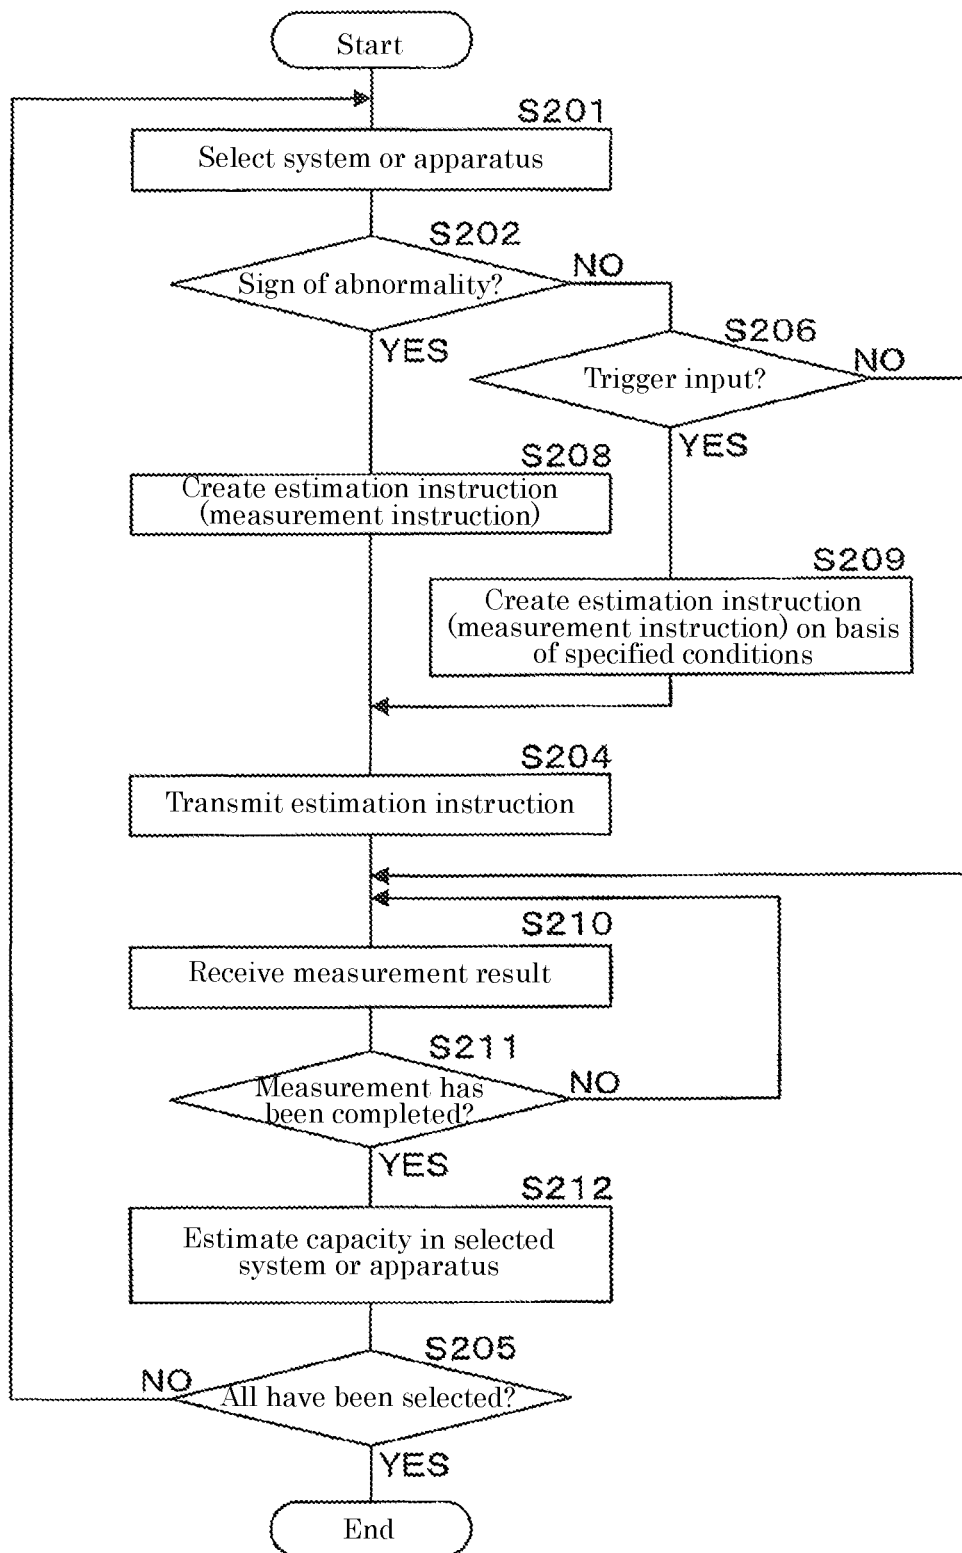 Start
S201
Select system or apparatus
S202
Sign of abnormality?
NO
YES
S206
Trigger input?
NO
YES
S208
Create estimation instruction
(measurement instruction)
S209
Create estimation instruction
(measurement instruction) on basis
of specified conditions
S204
Transmit estimation instruction
S210
Receive measurement result
S211
Measurement has
been completed?
NO
YES
S212
Estimate capacity in selected
system or apparatus
S205
All have been selected?
NO
YES
End